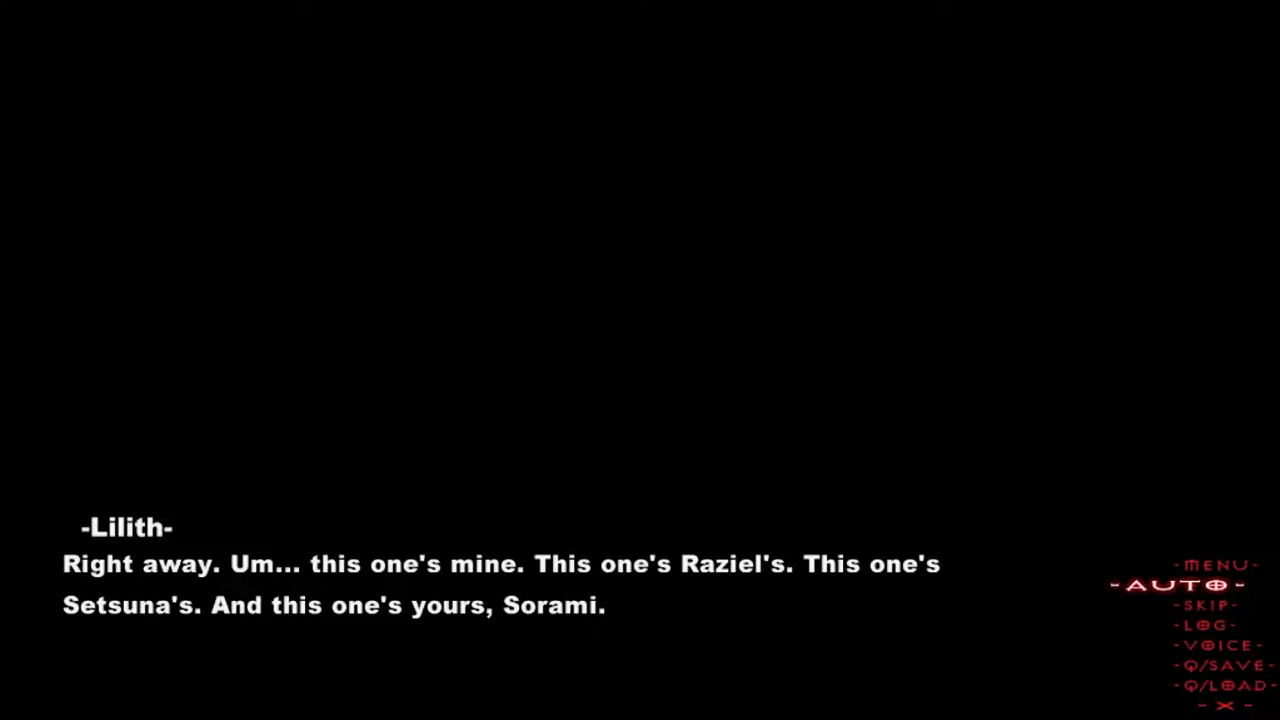 -Lilith-
Right away. Um... this one's mine. This one's Raziel's. This one's
Setsuna's. And this one's yours, Sorami.
-MENU-
-AUTO-
-SKIP-
-LOG-
-VOICE-
-Q/SAVE-
-Q/LOAD-
-X-